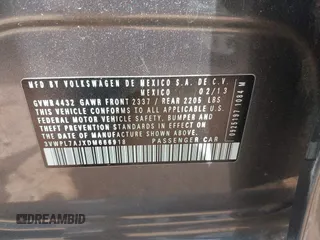 MFD BY VOLKSWAGEN DE MEXICO S.A. DE C.V.
MEXICO 02/13
GVWR 4432 GAWR FRONT 2337 / REAR 2205 LBS
THIS VEHICLE CONFORMS TO ALL APPLICABLE U.S.
FEDERAL MOTOR VEHICLE SAFETY, BUMPER AND
THEFT PREVENTION STANDARDS IN EFFECT ON THE
DATE OF MANUFACTURE SHOWN ABOVE.
3VWPL7AJXDM666918 PASSENGER CAR
DREAMBID